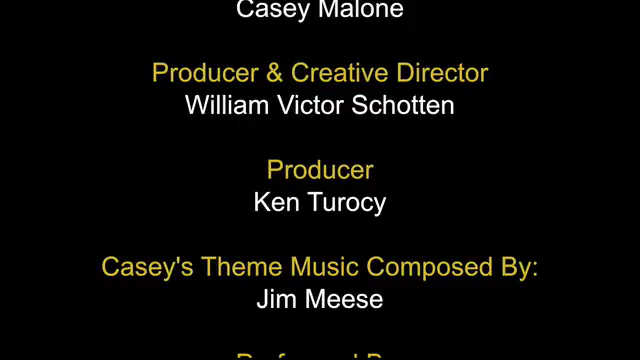 Casey Malone
Producer & Creative Director
William Victor Schotten
Producer
Ken Turocy
Casey's Theme Music Composed By:
Jim Meese